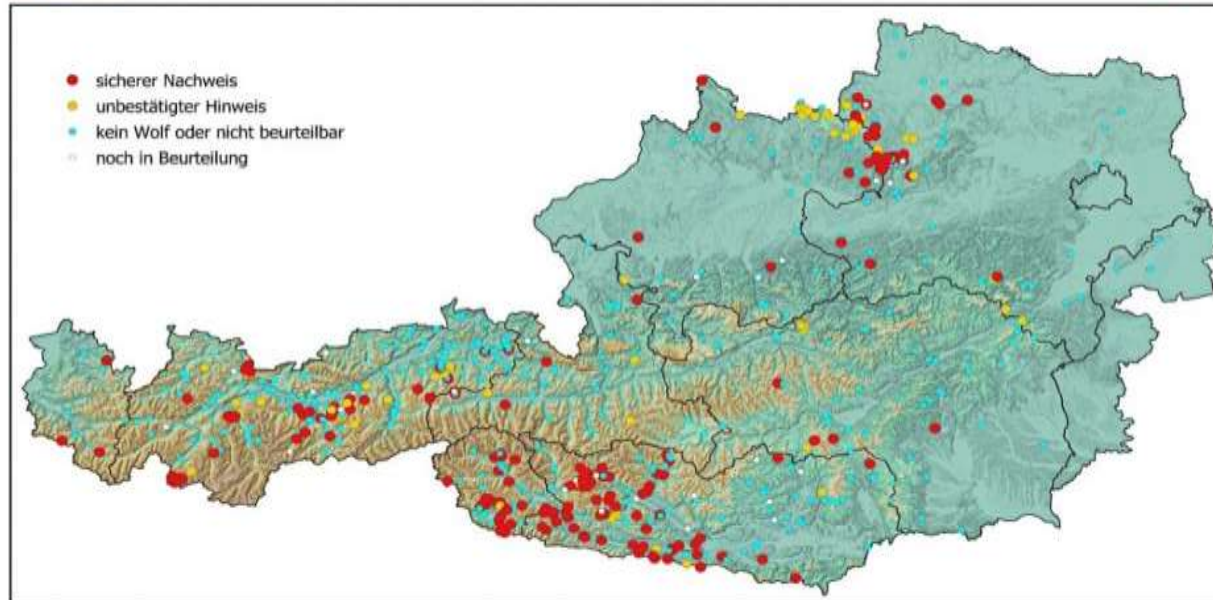 sicherer Nachweis
unbestätigter Hinweis
kein Wolf oder nicht beurteilbar
noch in Beurteilung